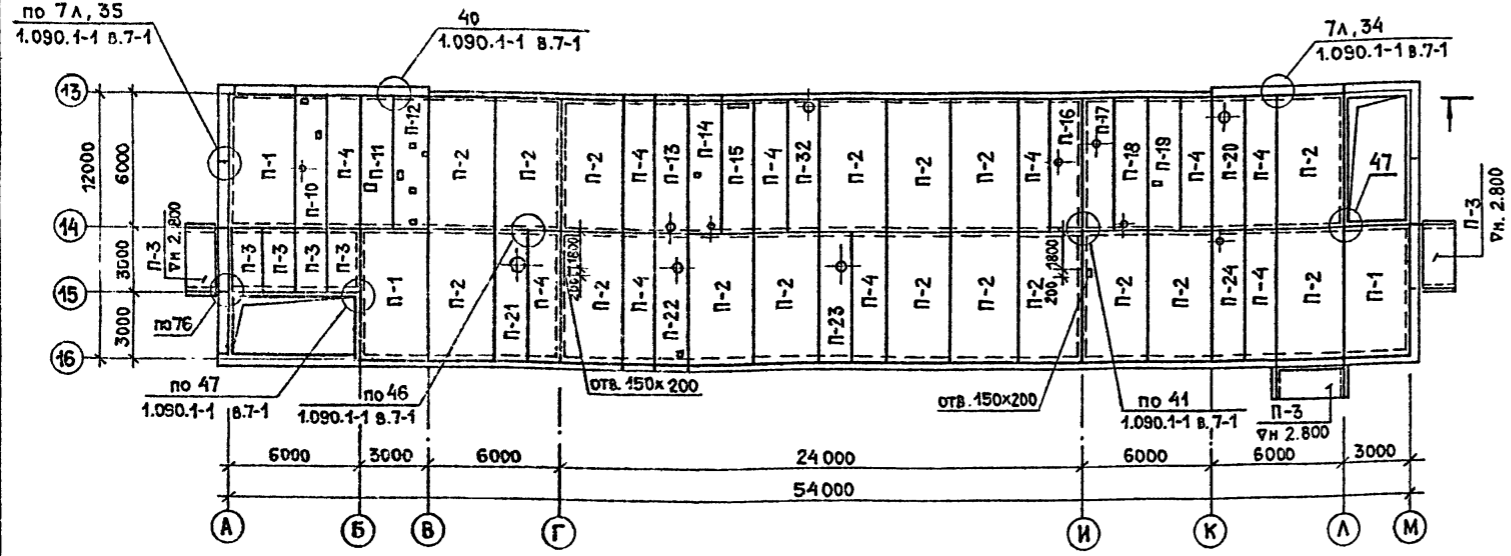 по 7л, 35
1.090.1-1 в.7-1
40
1.090.1-1 в.7-1
7л, 34
1.090.1-1 в.7-1
13
14
15
16
12000
6000
3000
3000
П-1
П-10
П-4
П-11
П-12
П-2
П-2
П-2
П-4
П-13
П-14
П-15
П-4
П-32
П-2
П-2
П-2
П-4
П-16
П-17
П-18
П-19
П-4
П-20
П-4
П-2
47
П-3
▽н 2.800
П-3
П-3
П-3
П-3
П-1
П-2
П-21
П-4
200 1800
П-2
П-4
П-22
П-2
П-2
П-23
П-4
П-2
П-2
П-2
200 1800
П-2
П-2
П-24
П-4
П-2
П-1
П-3
▽н 2.800
по 76
по 47
1.090.1-1 в.7-1
по 46
1.090.1-1 в.7-1
отв. 150х200
отв. 150х200
по 41
1.090.1-1 в.7-1
П-3
▽н 2.800
6000
3000
6000
24000
6000
6000
3000
54000
А
Б
В
Г
И
К
Л
М